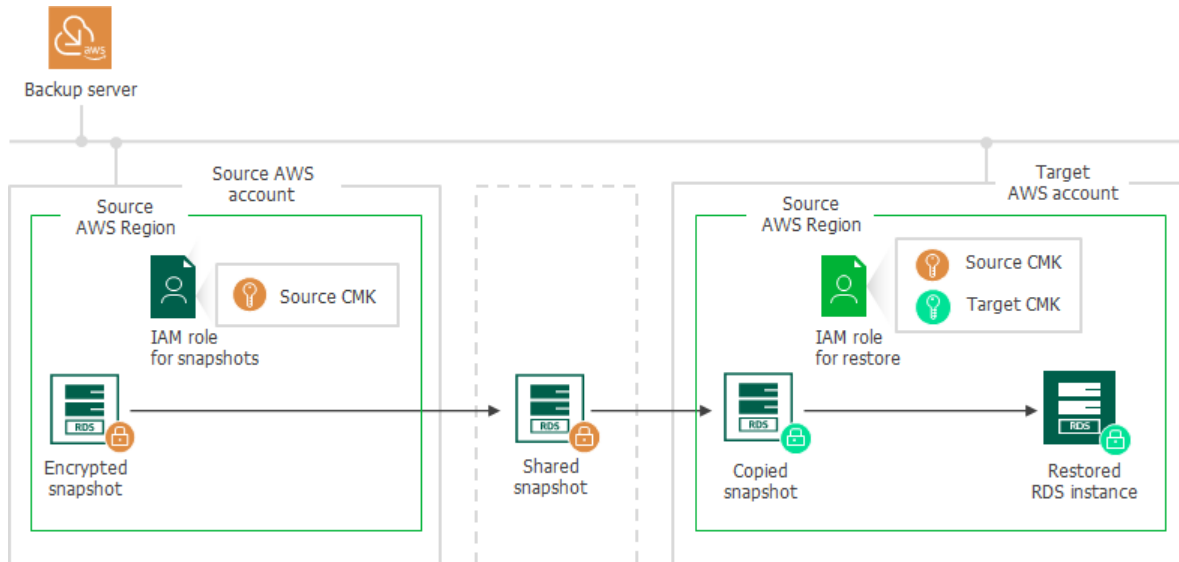 aws
Backup server
Source AWS
account
Target
AWS account
Source
AWS Region
Source CMK
IAM role
for snapshots
RDS
Encrypted
snapshot
RDS
Shared
snapshot
Source
AWS Region
Source CMK
Target CMK
IAM role
for restore
RDS
Copied
snapshot
RDS
Restored
RDS instance